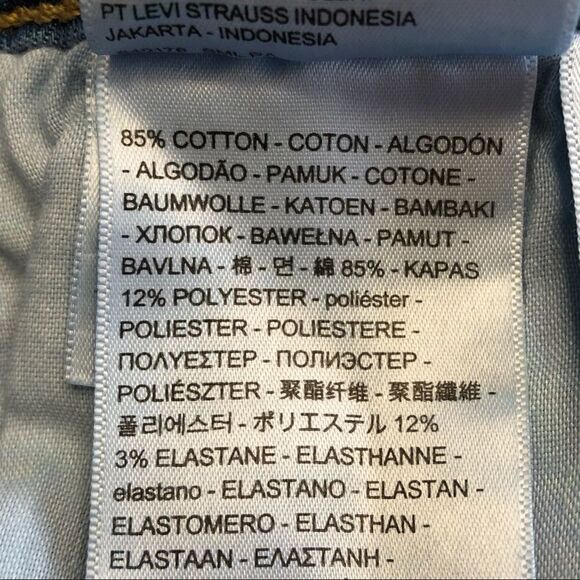 PT LEVI STRAUSS INDONESIA
JAKARTA - INDONESIA
85% COTTON - COTON - ALGODÓN
- ALGODÃO - PAMUK - COTONE -
BAUMWOLLE - KATOEN - BAMBAKI
- ХЛОПОК - BAWEŁNA - PAMUT -
BAVLNA - 棉 - 면 - 綿 85% - KAPAS
12% POLYESTER - poliéster -
POLIESTER - POLIESTERE -
ΠΟΛΥΕΣΤΕΡ - ПОЛИЭСТЕР -
POLIÉSZTER - 聚酯纤维 - 聚酯纖維 -
폴리에스터 - ポリエステル 12%
3% ELASTANE - ELASTHANNE -
elastano - ELASTANO - ELASTAN -
ELASTOMERO - ELASTHAN -
ELASTAAN - ΕΛΑΣΤΑΝΗ -